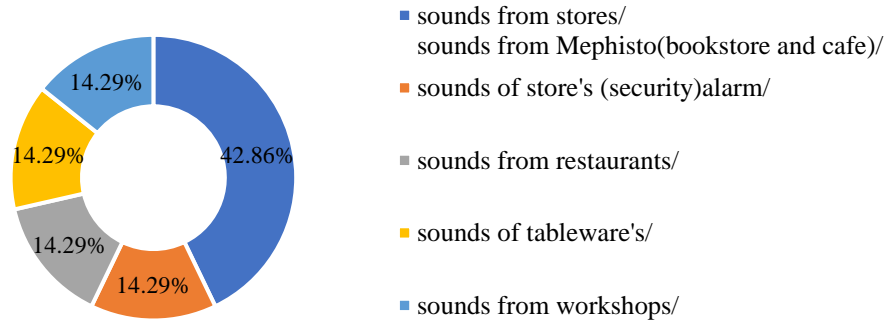 14.29%
42.86%
14.29%
14.29%
14.29%
sounds from stores/
sounds from Mephisto(bookstore and cafe)/
sounds of store's (security)alarm/
sounds from restaurants/
sounds of tableware's/
sounds from workshops/